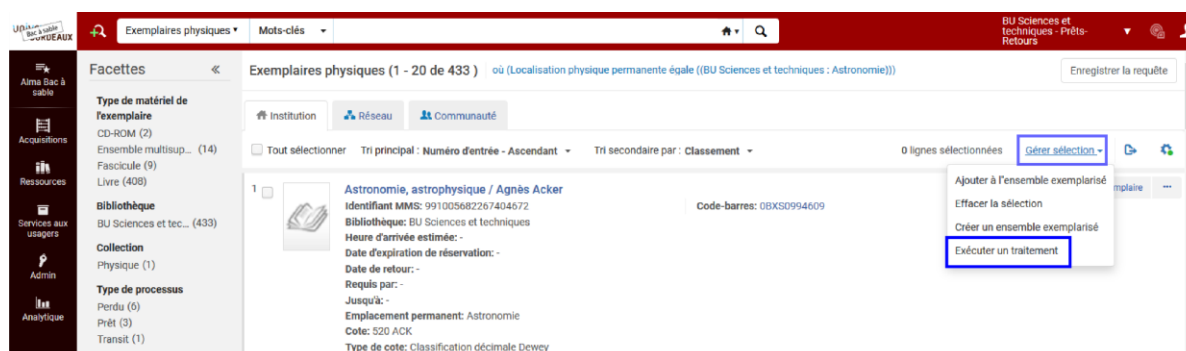 Bac à sable
BORDEAUX
Exemplaires physiques
Mots-clés
BU Sciences et
techniques - Prêts-
Retours
Alma Bac à
sable
Acquisitions
Ressources
Services aux
usagers
Admin
Analytique
Facettes
Type de matériel de
l'exemplaire
CD-ROM (2)
Ensemble multisup... (14)
Fascicule (9)
Livre (408)
Bibliothèque
BU Sciences et tec... (433)
Collection
Physique (1)
Type de processus
Perdu (6)
Prêt (3)
Transit (1)
Exemplaires physiques (1 - 20 de 433 ) où (Localisation physique permanente égale ((BU Sciences et techniques : Astronomie)))
Enregistrer la requête
Institution Réseau Communauté
Tout sélectionner Tri principal : Numéro d'entrée - Ascendant Tri secondaire par : Classement 0 lignes sélectionnées Gérer sélection
Ajouter à l'ensemble exemplarisé
Effacer la sélection
Créer un ensemble exemplarisé
Exécuter un traitement
mplaire ...
1
Astronomie, astrophysique / Agnès Acker
Identifiant MMS: 991005682267404672
Code-barres: 0BXS0994609
Bibliothèque: BU Sciences et techniques
Heure d'arrivée estimée: -
Date d'expiration de réservation: -
Date de retour: -
Requis par: -
Jusqu'à: -
Emplacement permanent: Astronomie
Cote: 520 ACK
Type de cote: Classification décimale Dewey